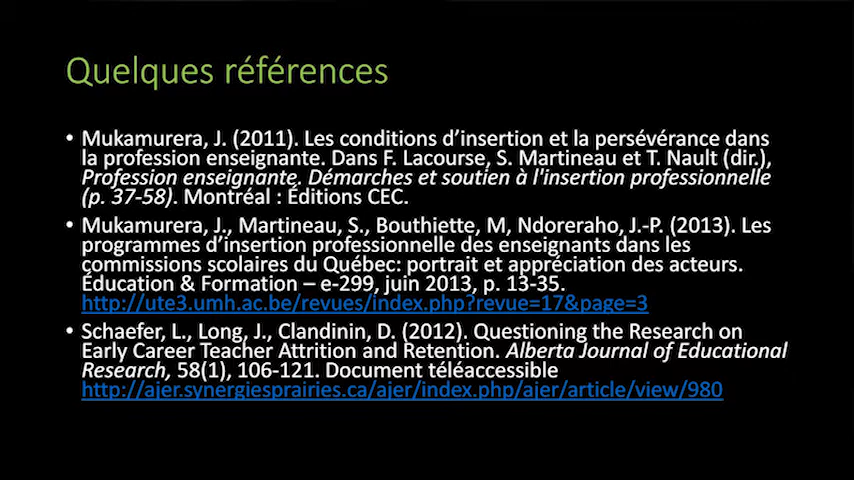 Quelques références
• Mukamurera, J. (2011). Les conditions d'insertion et la persévérance dans
la profession enseignante. Dans F. Lacourse, S. Martineau et T. Nault (dir.),
Profession enseignante. Démarches et soutien à l'insertion professionnelle
(p. 37-58). Montréal : Éditions CEC.
• Mukamurera, J., Martineau, S., Bouthiette, M, Ndoreraho, J.-P. (2013). Les
programmes d'insertion professionnelle des enseignants dans les
commissions scolaires du Québec: portrait et appréciation des acteurs.
Éducation & Formation – e-299, juin 2013, p. 13-35.
http://ute3.umh.ac.be/revues/index.php?revue=17&page=3
• Schaefer, L., Long, J., Clandinin, D. (2012). Questioning the Research on
Early Career Teacher Attrition and Retention. Alberta Journal of Educational
Research, 58(1), 106-121. Document téléaccessible
http://ajer.synergiesprairies.ca/ajer/index.php/ajer/article/view/980